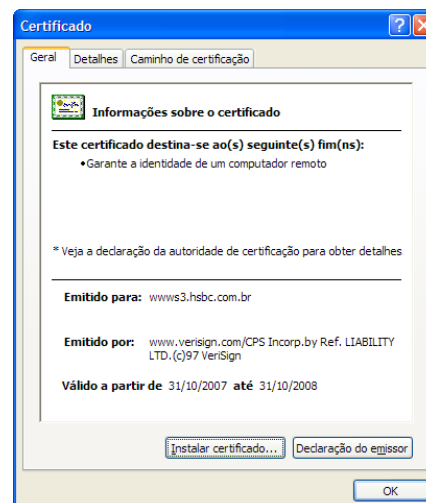 Certificado
Geral Detalhes Caminho de certificação
Informações sobre o certificado
Este certificado destina-se ao(s) seguinte(s) fim(ns):
•Garante a identidade de um computador remoto
* Veja a declaração da autoridade de certificação para obter detalhes
Emitido para: wwws3.hsbc.com.br
Emitido por: www.verisign.com/CPS Incorp.by Ref. LIABILITY
LTD.(c)97 VeriSign
Válido a partir de 31/10/2007 até 31/10/2008
Instalar certificado... Declaração do emissor
OK